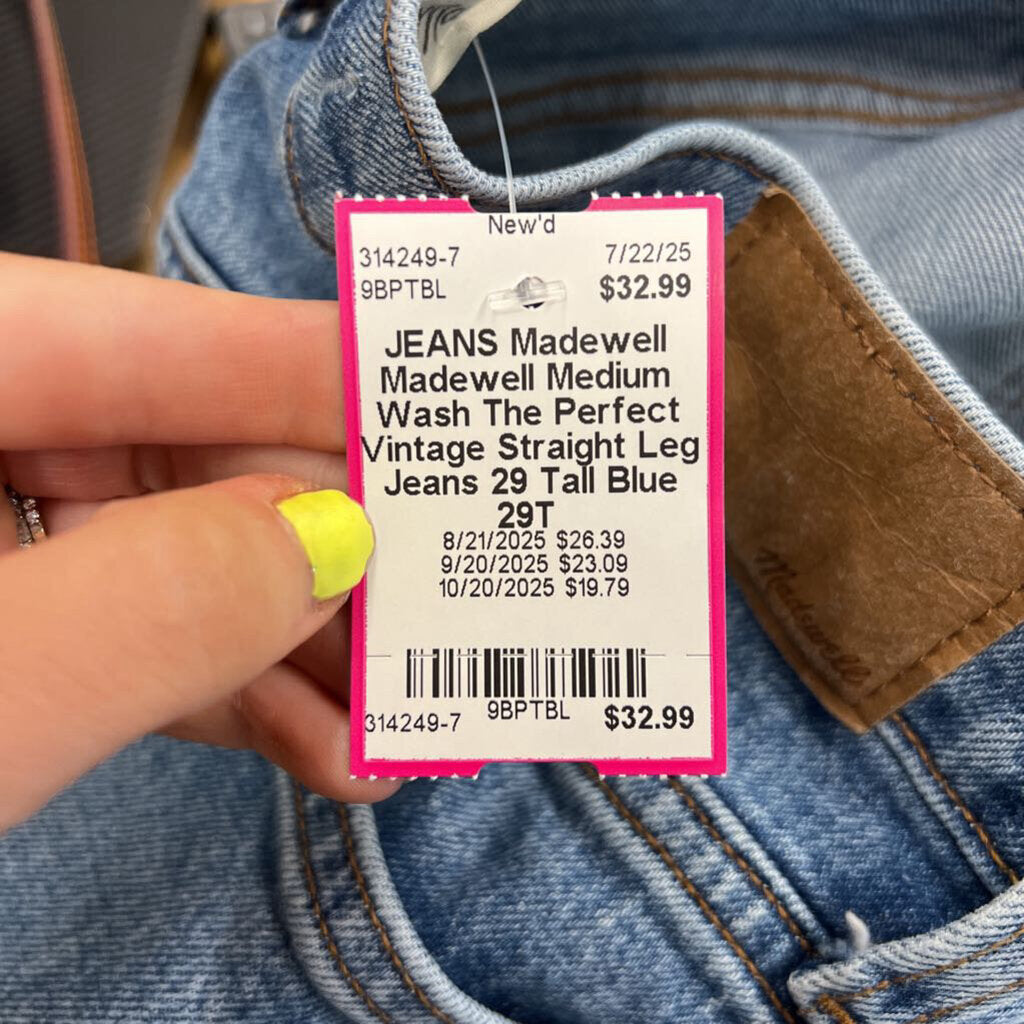 New'd
314249-7 7/22/25
9BPTBL $32.99
JEANS Madewell
Madewell Medium
Wash The Perfect
Vintage Straight Leg
Jeans 29 Tall Blue
29T
8/21/2025 $26.39
9/20/2025 $23.09
10/20/2025 $19.79
314249-7 9BPTBL $32.99
Madewell